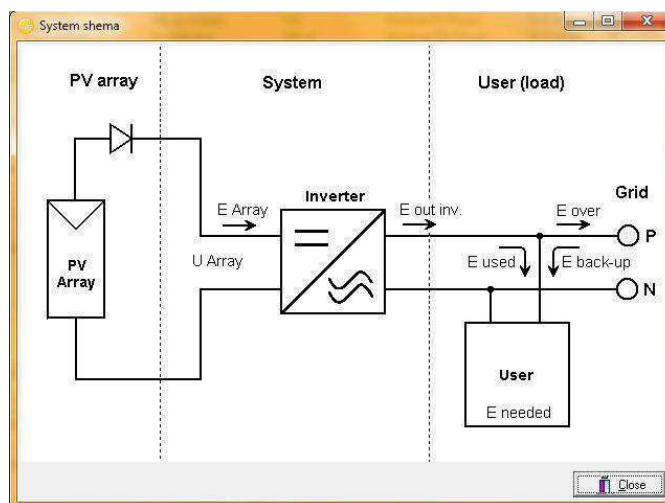 System shema
PV array
System
User (load)
Inverter
Grid
E Array
E out inv.
E over
P
PV
Array
U Array
E used
E back-up
N
User
E needed
Close